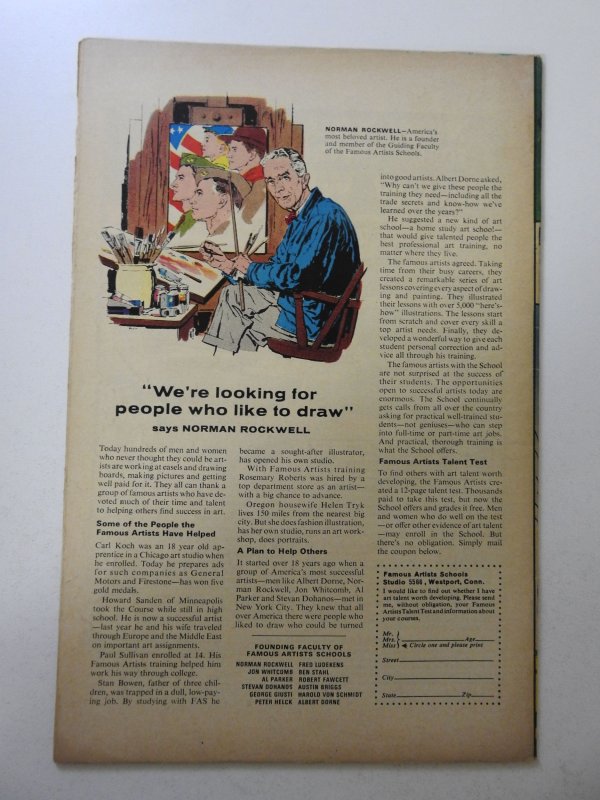 NORMAN ROCKWELL—America's
most beloved artist. He is a founder
and member of the Guiding Faculty
of the Famous Artists Schools.
"We're looking for
people who like to draw"
says NORMAN ROCKWELL
Today hundreds of men and women
who never thought they could be art-
ists are working at easels and drawing
boards, making pictures and getting
well paid for it. They all can thank a
group of famous artists who have de-
voted much of their time and talent
to helping others find success in art.
Some of the People the
Famous Artists Have Helped
Carl Koch was an 18 year old ap-
prentice in a Chicago art studio when
he enrolled. Today he prepares ads
for such companies as General
Motors and Firestone—has won five
gold medals.
Howard Sanden of Minneapolis
took the Course while still in high
school. He is now a successful artist
—last year he and his wife traveled
through Europe and the Middle East
on important art assignments.
Paul Sullivan enrolled at 14. His
Famous Artists training helped him
work his way through college.
Stan Bowen, father of three chil-
dren, was trapped in a dull, low-pay-
ing job. By studying with FAS he
became a sought-after illustrator,
has opened his own studio.
With Famous Artists training
Rosemary Roberts was hired by a
top department store as an artist—
with a big chance to advance.
Oregon housewife Helen Tryk
lives 150 miles from the nearest big
city. But she does fashion illustration,
has her own studio, runs an art work-
shop, does portraits.
A Plan to Help Others
It started over 18 years ago when a
group of America's most successful
artists—men like Albert Dorne, Nor-
man Rockwell, Jon Whitcomb, Al
Parker and Stevan Dohanos—met in
New York City. They knew that all
over America there were people who
liked to draw who could be turned
FOUNDING FACULTY OF
FAMOUS ARTISTS SCHOOLS
NORMAN ROCKWELL FRED LUDEKENS
JON WHITCOMB BEN STAHL
AL PARKER ROBERT FAWCETT
STEVAN DOHANOS AUSTIN BRIGGS
GEORGE GIUSTI HAROLD VON SCHMIDT
PETER HELCK ALBERT DORNE
into good artists. Albert Dorne asked,
"Why can't we give these people the
training they need—including all the
trade secrets and know-how we've
learned over the years?"
He suggested a new kind of art
school—a home study art school—
that would give talented people the
best professional art training, no
matter where they live.
The famous artists agreed. Taking
time from their busy careers, they
created a remarkable series of art
lessons covering every aspect of draw-
ing and painting. They illustrated
their lessons with over 5,000 "here's-
how" illustrations. The lessons start
from scratch and cover every skill a
top artist needs. Finally, they de-
veloped a wonderful way to give each
student personal correction and ad-
vice all through his training.
The famous artists with the School
are not surprised at the success of
their students. The opportunities
open to successful artists today are
enormous. The School continually
gets calls from all over the country
asking for practical well-trained stu-
dents—not geniuses—who can step
into full-time or part-time art jobs.
And practical, thorough training is
what the School offers.
Famous Artists Talent Test
To find others with art talent worth
developing, the Famous Artists cre-
ated a 12-page talent test. Thousands
paid to take this test, but now the
School offers and grades it free. Men
and women who do well on the test
—or offer other evidence of art talent
—may enroll in the School. But
there's no obligation. Simply mail
the coupon below.
Famous Artists Schools
Studio 5566, Westport, Conn.
I would like to find out whether I have
art talent worth developing. Please send
me, without obligation, your Famous
Artists Talent Test and information about
your courses.
Mr.
Mrs. Age
Miss Circle one and please print
Street
City
State Zip